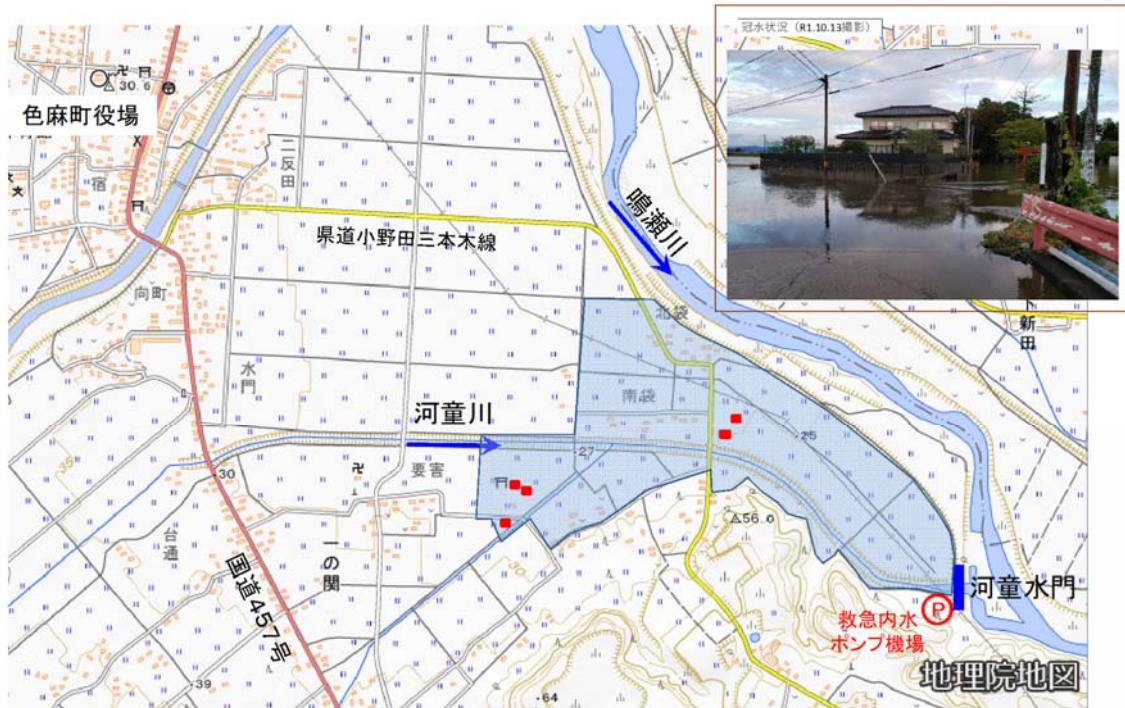 冠水状況（R1.10.13撮影）
30.6
色麻町役場
宿
二反田
鳴瀬川
県道小野田三本木線
向町
北袋
新田
水門
南袋
河童川
25
27
要害
30
56.0
台通
一の関
国道457号
河童水門
P
救急内水
ポンプ機場
地理院地図
39
64